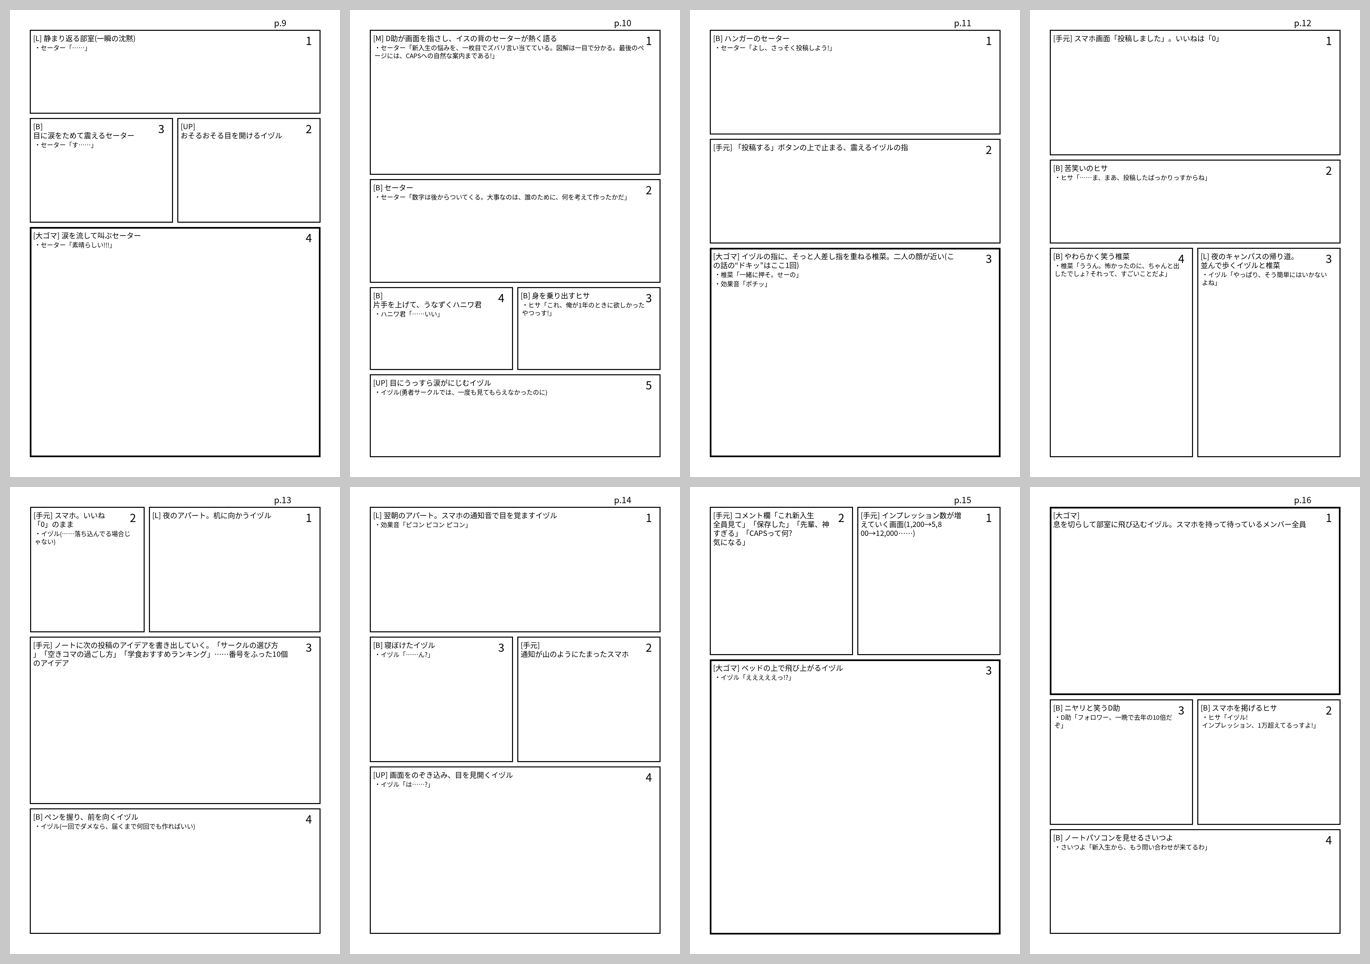 p.9
[L] 静まり返る部室(一瞬の沈黙)
1
・セーター「……」
[UP]
2
おそるおそる目を開けるイヅル
[B]
3
目に涙をためて震えるセーター
・セーター「す……」
[大ゴマ] 涙を流して叫ぶセーター
4
・セーター「素晴らしい!!!」
p.10
[M] D助が画面を指さし、イスの背のセーターが熱く語る
1
・セーター「新入生の悩みを、一枚目でズバリ言い当てている。図解は一目で分かる。最後のペ
ージには、CAPSへの自然な案内まである!」
[B] セーター
2
・セーター「数字は後からついてくる。大事なのは、誰のために、何を考えて作ったかだ」
[B] 身を乗り出すヒサ
3
・ヒサ「これ、俺が1年のときに欲しかった
やつっす!」
[B]
4
片手を上げて、うなずくハニワ君
・ハニワ君「……いい」
[UP] 目にうっすら涙がにじむイヅル
5
・イヅル(勇者サークルでは、一度も見てもらえなかったのに)
p.11
[B] ハンガーのセーター
1
・セーター「よし、さっそく投稿しよう!」
[手元] 「投稿する」ボタンの上で止まる、震えるイヅルの指
2
[大ゴマ] イヅルの指に、そっと人差し指を重ねる椎菜。二人の顔が近い(こ
の話の"ドキッ"はここ1回)
3
・椎菜「一緒に押そ。せーの」
・効果音「ポチッ」
p.12
[手元] スマホ画面「投稿しました」。いいねは「0」
1
[B] 苦笑いのヒサ
2
・ヒサ「……ま、まあ、投稿したばっかりっすからね」
[L] 夜のキャンパスの帰り道。
並んで歩くイヅルと椎菜
3
・イヅル「やっぱり、そう簡単にはいかない
よね」
[B] やわらかく笑う椎菜
4
・椎菜「ううん。怖かったのに、ちゃんと出
したでしょ? それって、すごいことだよ」
p.13
[L] 夜のアパート。机に向かうイヅル
1
[手元] スマホ。いいね
「0」のまま
2
・イヅル(……落ち込んでる場合じ
ゃない)
[手元] ノートに次の投稿のアイデアを書き出していく。「サークルの選び方
」「空きコマの過ごし方」「学食おすすめランキング」……番号をふった10個
のアイデア
3
[B] ペンを握り、前を向くイヅル
4
・イヅル(一回でダメなら、届くまで何回でも作ればいい)
p.14
[L] 翌朝のアパート。スマホの通知音で目を覚ますイヅル
1
・効果音「ピコン ピコン ピコン」
[手元]
2
通知が山のようにたまったスマホ
[B] 寝ぼけたイヅル
3
・イヅル「……ん?」
[UP] 画面をのぞき込み、目を見開くイヅル
4
・イヅル「は……?」
p.15
[手元] インプレッション数が増
えていく画面(1,200→5,8
00→12,000……)
1
[手元] コメント欄「これ新入生
全員見て」「保存した」「先輩、神
すぎる」「CAPSって何?
気になる」
2
[大ゴマ] ベッドの上で飛び上がるイヅル
3
・イヅル「えええええっ!?」
p.16
[大ゴマ]
1
息を切らして部室に飛び込むイヅル。スマホを持って待っているメンバー全員
[B] スマホを掲げるヒサ
2
・ヒサ「イヅル!
インプレッション、1万超えてるっすよ!」
[B] ニヤリと笑うD助
3
・D助「フォロワー、一晩で去年の10倍だ
ぞ」
[B] ノートパソコンを見せるさいつよ
4
・さいつよ「新入生から、もう問い合わせが来てるわ」